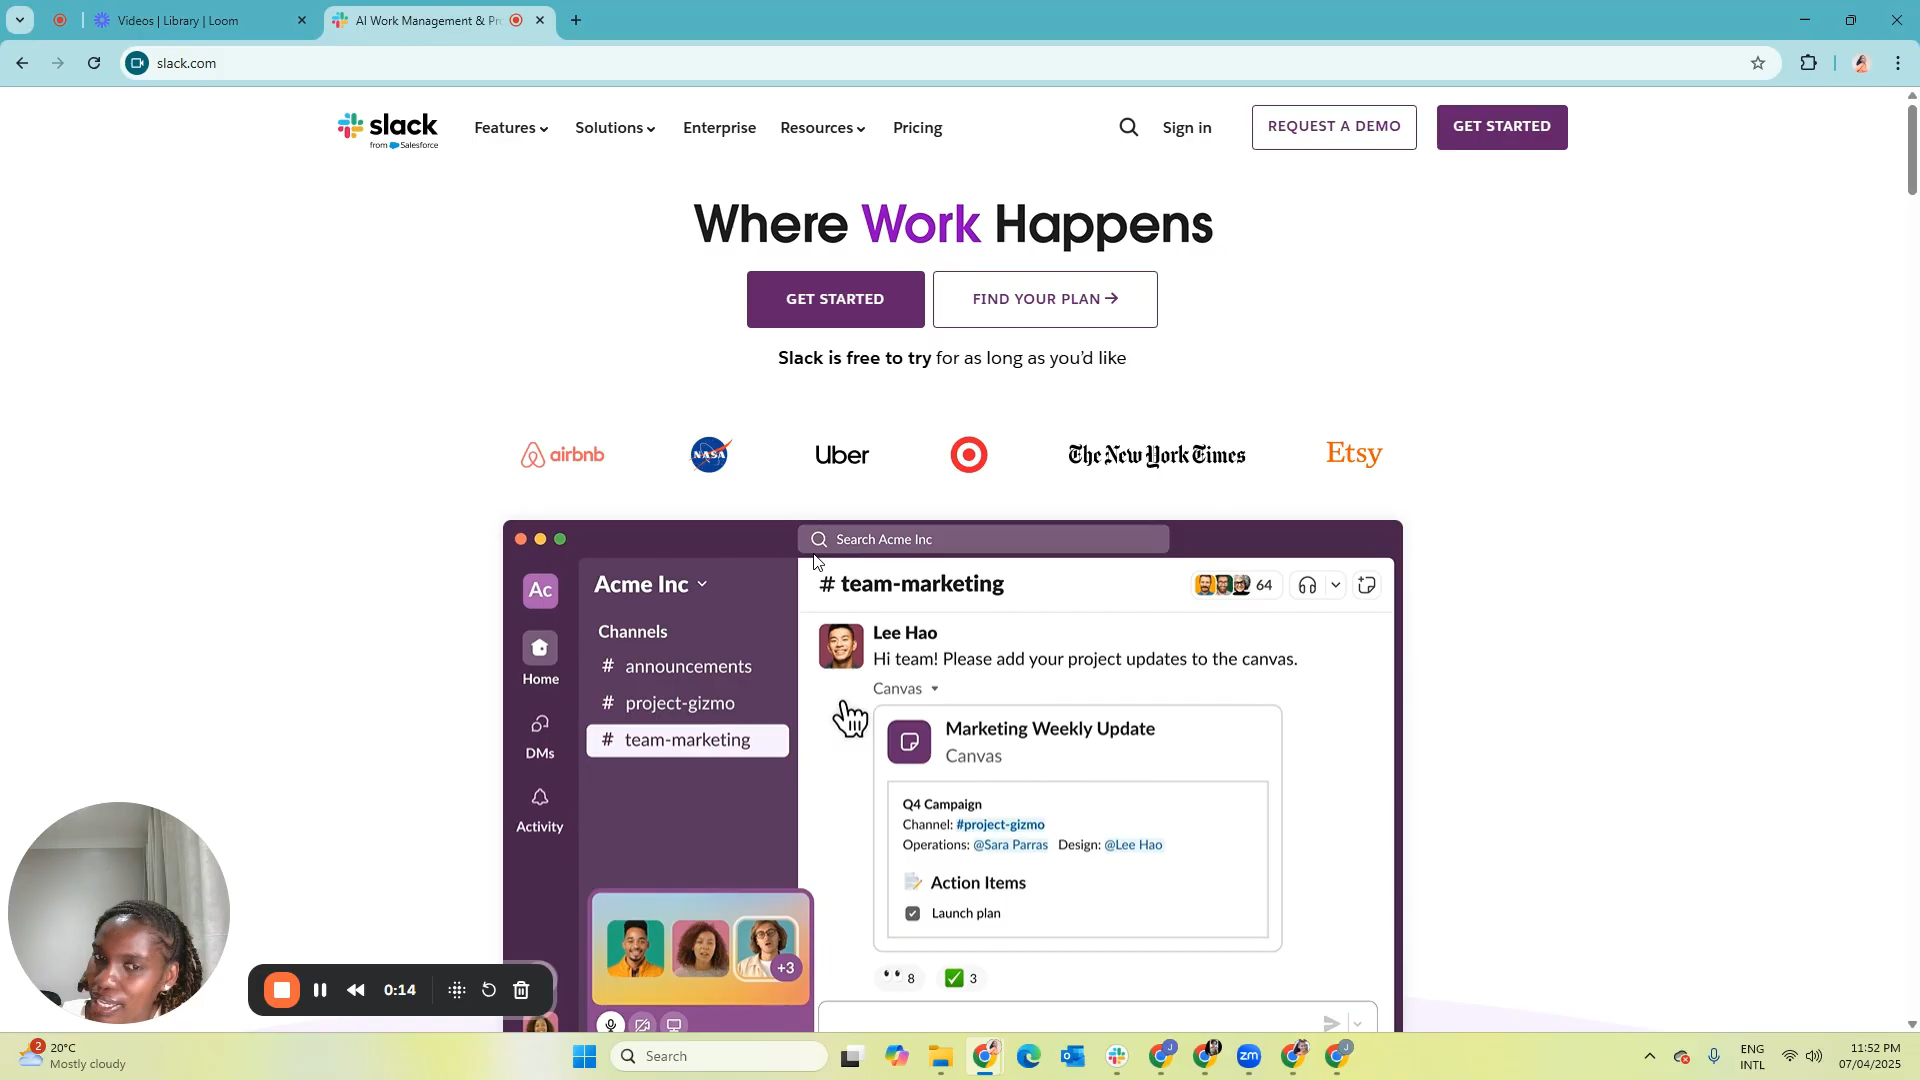 Videos | Library | Loom
AI Work Management & Pr
slack.com
slack
from Salesforce
Features
Solutions
Enterprise
Resources
Pricing
Sign in
REQUEST A DEMO
GET STARTED
Where Work Happens
GET STARTED
FIND YOUR PLAN →
Slack is free to try for as long as you'd like
airbnb
NASA
Uber
The New York Times
Etsy
Search Acme Inc
Ac
Acme Inc
# team-marketing
64
Channels
# announcements
# project-gizmo
# team-marketing
Home
DMs
Activity
Lee Hao
Hi team! Please add your project updates to the canvas.
Canvas
Marketing Weekly Update
Canvas
Q4 Campaign
Channel: #project-gizmo
Operations: @Sara Parras Design: @Lee Hao
Action Items
Launch plan
8
3
+3
0:14
2
20°C
Mostly cloudy
Search
J
zm
J
ENG
INTL
11:52 PM
07/04/2025